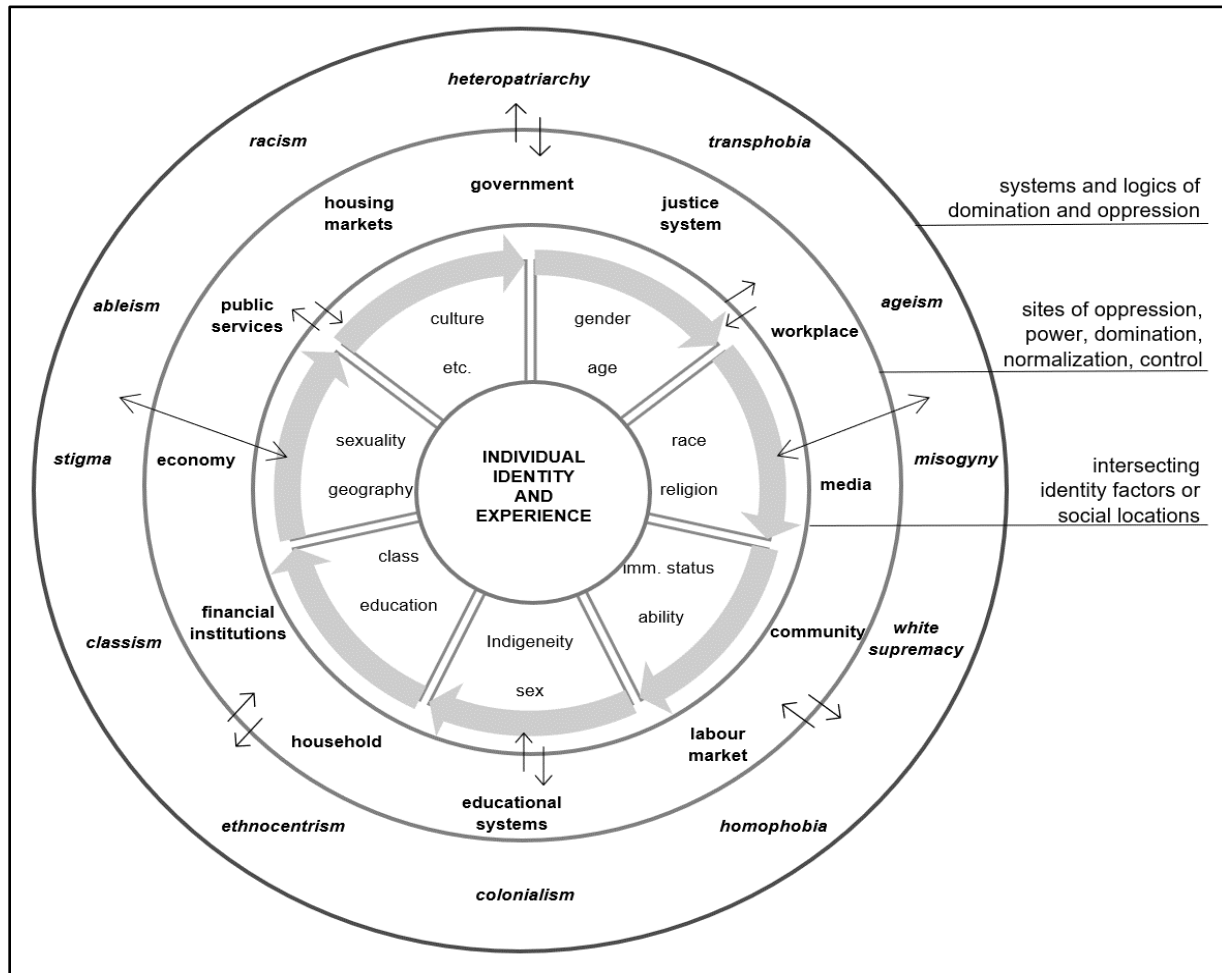 heteropatriarchy
racism
transphobia
government
housing
markets
justice
system
systems and logics of
domination and oppression
ableism
public
services
culture
etc.
gender
age
workplace
ageism
sites of oppression,
power, domination,
normalization, control
stigma
economy
sexuality
geography
INDIVIDUAL
IDENTITY
AND
EXPERIENCE
race
religion
media
misogyny
intersecting
identity factors or
social locations
classism
financial
institutions
class
education
Indigeneity
sex
imm. status
ability
community
white
supremacy
household
educational
systems
labour
market
ethnocentrism
homophobia
colonialism